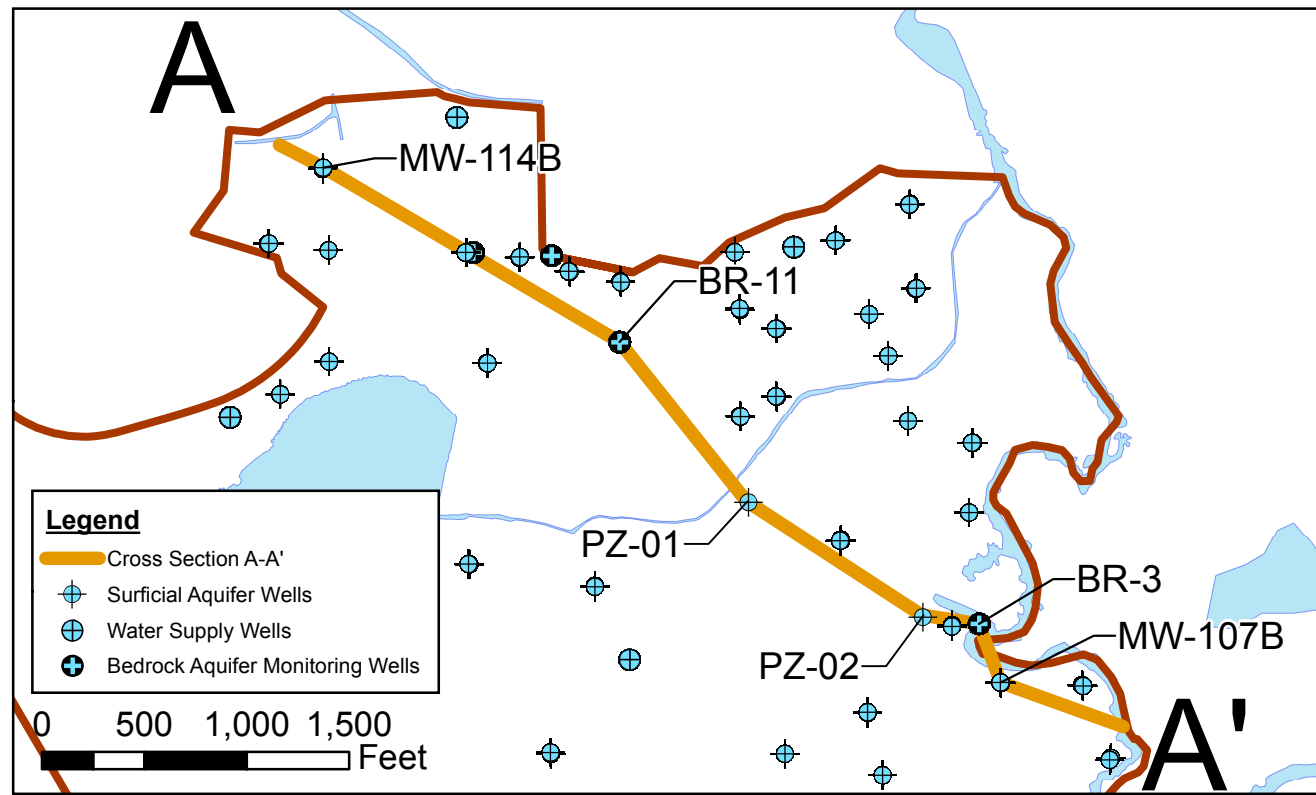 A
MW-114B
BR-11
PZ-01
BR-3
MW-107B
PZ-02
A'
Legend
Cross Section A-A'
Surficial Aquifer Wells
Water Supply Wells
Bedrock Aquifer Monitoring Wells
0 500 1,000 1,500
Feet